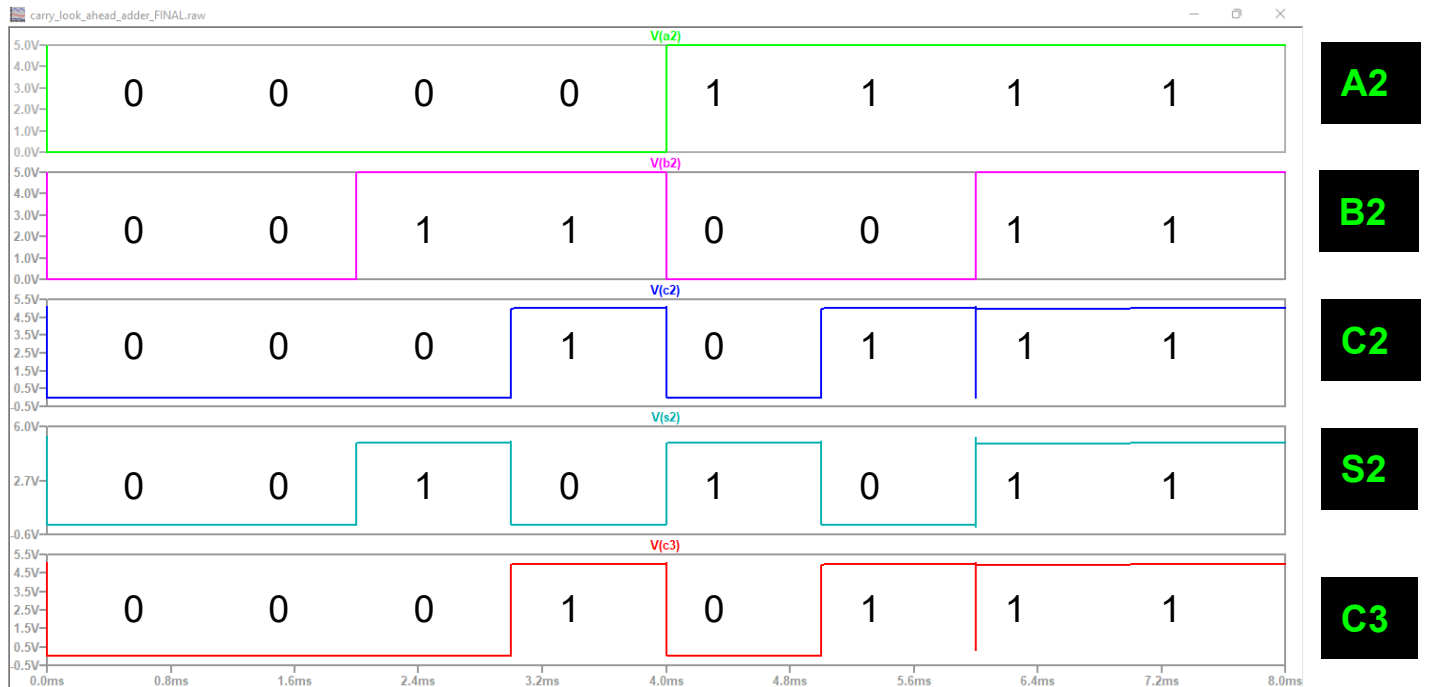 carry_look_ahead_adder_FINAL.raw
V(a2)
5.0V
4.0V
3.0V
2.0V
1.0V
0.0V
0 0 0 0 1 1 1 1
A2
V(b2)
5.0V
4.0V
3.0V
2.0V
1.0V
0.0V
0 0 1 1 0 0 1 1
B2
V(c2)
5.5V
4.5V
3.5V
2.5V
1.5V
0.5V
-0.5V
0 0 0 1 0 1 1 1
C2
V(s2)
6.0V
2.7V
-0.6V
0 0 1 0 1 0 1 1
S2
V(c3)
5.5V
4.5V
3.5V
2.5V
1.5V
0.5V
-0.5V
0 0 0 1 0 1 1 1
C3
0.0ms 0.8ms 1.6ms 2.4ms 3.2ms 4.0ms 4.8ms 5.6ms 6.4ms 7.2ms 8.0ms